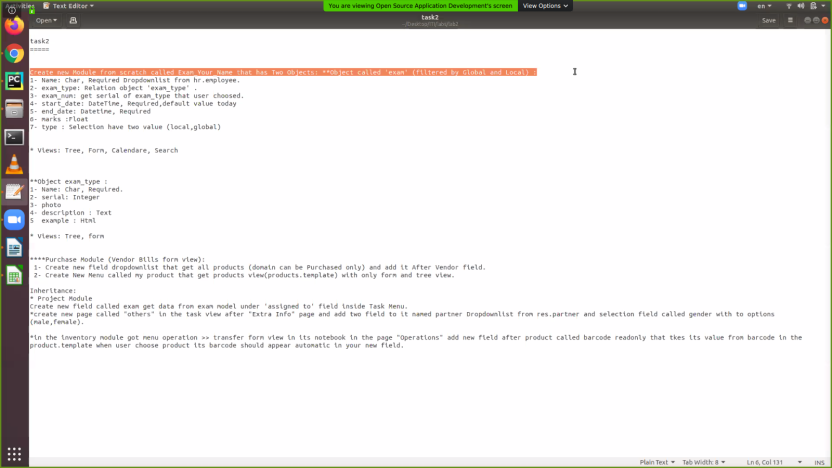 Activities
Text Editor
You are viewing Open Source Application Development's screen
View Options
en
Open
task2
Save
task2
=====
Create new Module from scratch called Exam_Your_Name that has Two Objects: **Object called 'exam' (filtered by Global and Local) :
1- Name: Char, Required Dropdownlist from hr.employee.
2- exam_type: Relation object 'exam_type' .
3- exam_num: get serial of exam_type that user choosed.
4- start_date: DateTime, Required,default value today
5- end_date: Datetime, Required
6- marks :Float
7- type : Selection have two value (local,global)
* Views: Tree, Form, Calendare, Search
**Object exam_type :
1- Name: Char, Required.
2- serial: Integer
3- photo
4- description : Text
5  example : Html
* Views: Tree, form
****Purchase Module (Vendor Bills form view):
1- Create new field dropdownlist that get all products (domain can be Purchased only) and add it After Vendor field.
2- Create New Menu called my product that get products view(products.template) with only form and tree view.
Inheritance:
* Project Module
Create new field called exam get data from exam model under 'assigned to' field inside Task Menu.
*create new page called "others" in the task view after "Extra Info" page and add two field to it named partner Dropdownlist from res.partner and selection field called gender with to options
(male,female).
*in the inventory module got menu operation >> transfer form view in its notebook in the page "Operations" add new field after product called barcode readonly that tkes its value from barcode in the
product.template when user choose product its barcode should appear automatic in your new field.
Plain Text
Tab Width: 8
Ln 6, Col 131
INS